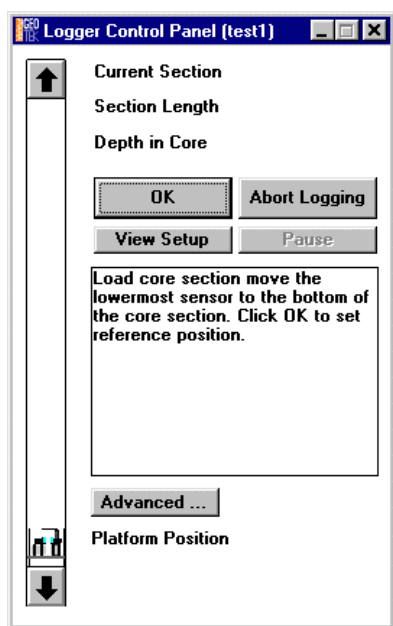 GEO
TEK
Logger Control Panel (test1)
Current Section
Section Length
Depth in Core
OK
Abort Logging
View Setup
Pause
Load core section move the
lowermost sensor to the bottom of
the core section. Click OK to set
reference position.
Advanced ...
Platform Position